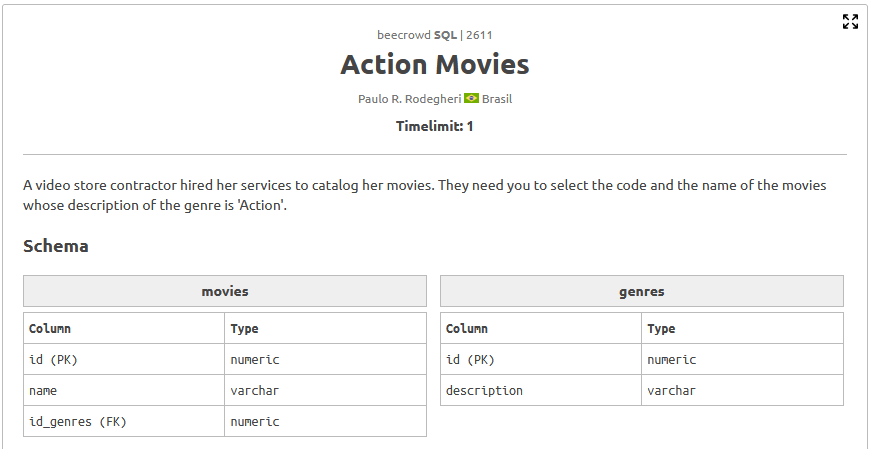 beecrowd SQL | 2611
Action Movies
Paulo R. Rodegheri Brasil
Timelimit: 1
A video store contractor hired her services to catalog her movies. They need you to select the code and the name of the movies
whose description of the genre is 'Action'.
Schema
movies
Column Type
id (PK) numeric
name varchar
id_genres (FK) numeric
genres
Column Type
id (PK) numeric
description varchar